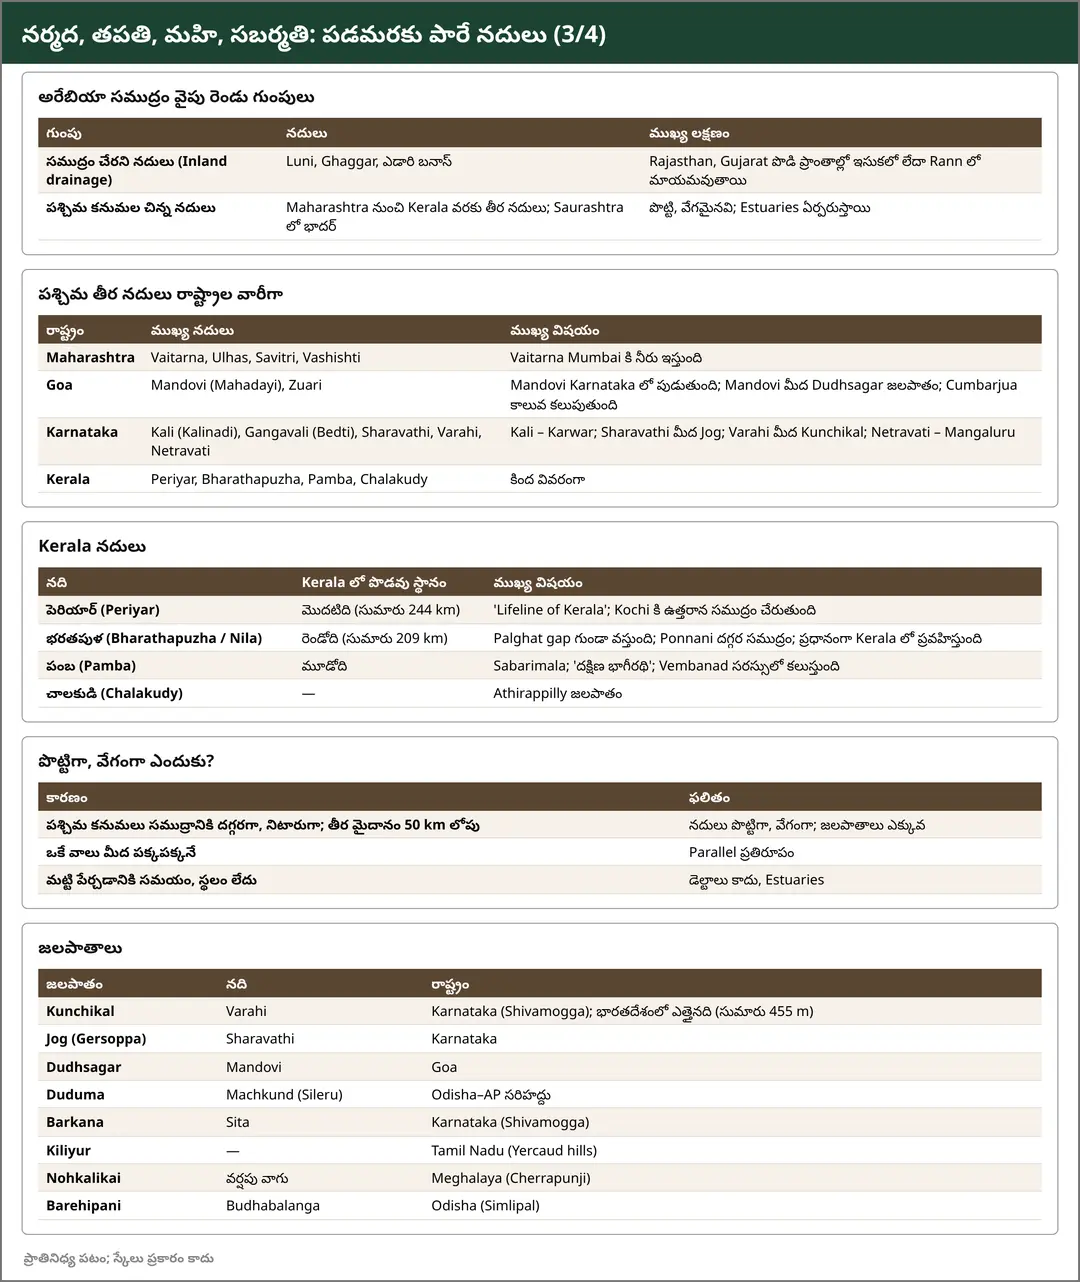 నర్మద, తపతి, మహి, సబర్మతి: పడమరకు పారే నదులు (3/4)
అరేబియా సముద్రం వైపు రెండు గుంపులు
గుంపు నదులు ముఖ్య లక్షణం
సముద్రం చేరని నదులు (Inland drainage) Luni, Ghaggar, ఎడారి బనాస్ Rajasthan, Gujarat పొడి ప్రాంతాల్లో ఇసుకలో లేదా Rann లో మాయమవుతాయి
పశ్చిమ కనుమల చిన్న నదులు Maharashtra నుంచి Kerala వరకు తీర నదులు; Saurashtra లో భాదర్ పొట్టి, వేగమైనవి; Estuaries ఏర్పరుస్తాయి
పశ్చిమ తీర నదులు రాష్ట్రాల వారీగా
రాష్ట్రం ముఖ్య నదులు ముఖ్య విషయం
Maharashtra Vaitarna, Ulhas, Savitri, Vashishti Vaitarna Mumbai కి నీరు ఇస్తుంది
Goa Mandovi (Mahadayi), Zuari Mandovi Karnataka లో పుడుతుంది; Mandovi మీద Dudhsagar జలపాతం; Cumbarjua కాలువ కలుపుతుంది
Karnataka Kali (Kalinadi), Gangavali (Bedti), Sharavathi, Varahi, Netravati Kali – Karwar; Sharavathi మీద Jog; Varahi మీద Kunchikal; Netravati – Mangaluru
Kerala Periyar, Bharathapuzha, Pamba, Chalakudy కింద వివరంగా
Kerala నదులు
నది Kerala లో పొడవు స్థానం ముఖ్య విషయం
పెరియార్ (Periyar) మొదటిది (సుమారు 244 km) 'Lifeline of Kerala'; Kochi కి ఉత్తరాన సముద్రం చేరుతుంది
భరతపుళ (Bharathapuzha / Nila) రెండోది (సుమారు 209 km) Palghat gap గుండా వస్తుంది; Ponnani దగ్గర సముద్రం; ప్రధానంగా Kerala లో ప్రవహిస్తుంది
పంబ (Pamba) మూడోది Sabarimala; 'దక్షిణ భాగీరథి'; Vembanad సరస్సులో కలుస్తుంది
చాలకుడి (Chalakudy) — Athirappilly జలపాతం
పొట్టిగా, వేగంగా ఎందుకు?
కారణం ఫలితం
పశ్చిమ కనుమలు సముద్రానికి దగ్గరగా, నిటారుగా; తీర మైదానం 50 km లోపు నదులు పొట్టిగా, వేగంగా; జలపాతాలు ఎక్కువ
ఒకే వాలు మీద పక్కపక్కనే Parallel ప్రతిరూపం
మట్టి పేర్చడానికి సమయం, స్థలం లేదు డెల్టాలు కాదు, Estuaries
జలపాతాలు
జలపాతం నది రాష్ట్రం
Kunchikal Varahi Karnataka (Shivamogga); భారతదేశంలో ఎత్తైనది (సుమారు 455 m)
Jog (Gersoppa) Sharavathi Karnataka
Dudhsagar Mandovi Goa
Duduma Machkund (Sileru) Odisha–AP సరిహద్దు
Barkana Sita Karnataka (Shivamogga)
Kiliyur — Tamil Nadu (Yercaud hills)
Nohkalikai వర్షపు వాగు Meghalaya (Cherrapunji)
Barehipani Budhabalanga Odisha (Simlipal)
ప్రాతినిధ్య పటం; స్కేలు ప్రకారం కాదు